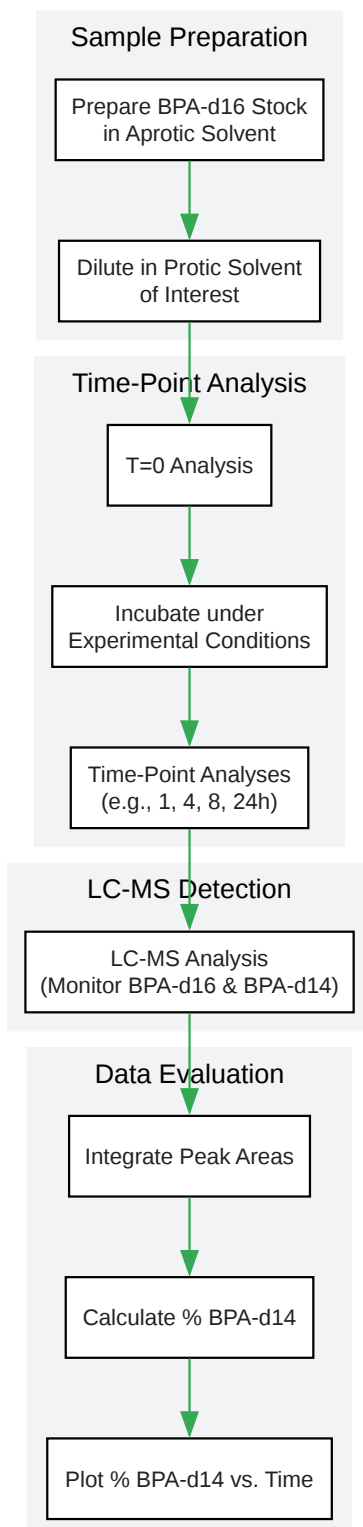 Sample Preparation
Prepare BPA-d16 Stock
in Aprotic Solvent
Dilute in Protic Solvent
of Interest
Time-Point Analysis
T=0 Analysis
Incubate under
Experimental Conditions
Time-Point Analyses
(e.g., 1, 4, 8, 24h)
LC-MS Detection
LC-MS Analysis
(Monitor BPA-d16 & BPA-d14)
Data Evaluation
Integrate Peak Areas
Calculate % BPA-d14
Plot % BPA-d14 vs. Time